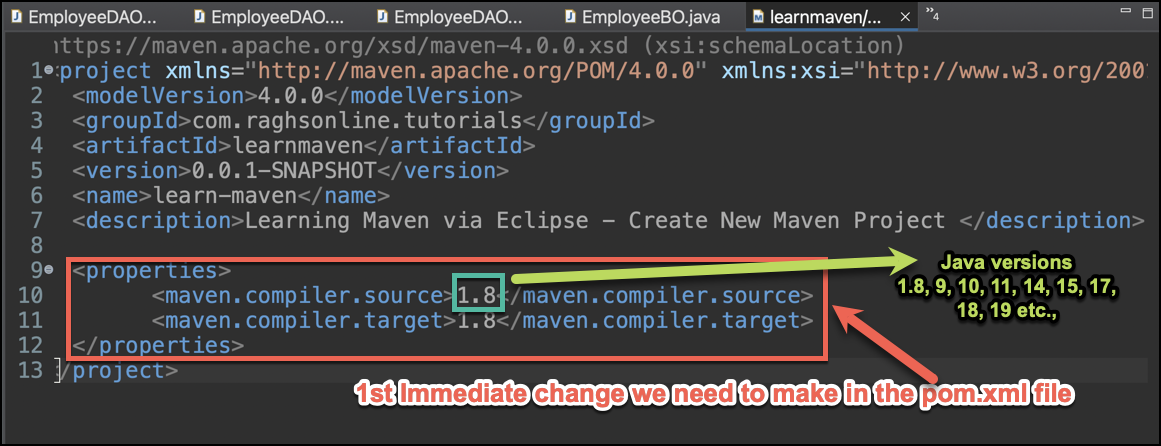 EmployeeDAO... EmployeeDAO.... EmployeeDAO... EmployeeBO.java learnmaven/... »4
https://maven.apache.org/xsd/maven-4.0.0.xsd (xsi:schemaLocation)
1 project xmlns="http://maven.apache.org/POM/4.0.0" xmlns:xsi="http://www.w3.org/200
2 <modelVersion>4.0.0</modelVersion>
3 <groupId>com.raghsonline.tutorials</groupId>
4 <artifactId>learnmaven</artifactId>
5 <version>0.0.1-SNAPSHOT</version>
6 <name>learn-maven</name>
7 <description>Learning Maven via Eclipse - Create New Maven Project </description>
8
9 <properties>
10 <maven.compiler.source>1.8</maven.compiler.source>
11 <maven.compiler.target>1.8</maven.compiler.target>
12 </properties>
13 /project>
Java versions
1.8, 9, 10, 11, 14, 15, 17,
18, 19 etc.,
1st Immediate change we need to make in the pom.xml file